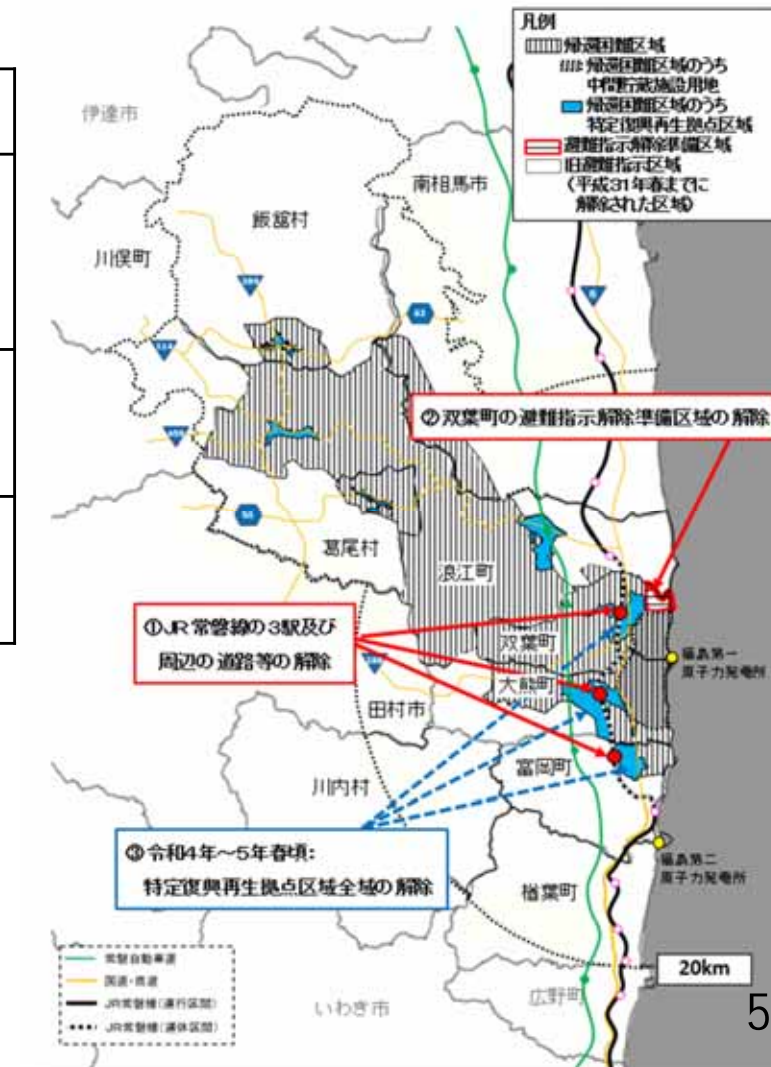 凡例
帰還困難区域
帰還困難区域のうち
中間貯蔵施設用地
帰還困難区域のうち
特定復興再生拠点区域
避難指示解除準備区域
旧避難指示区域
(平成31年春までに
解除された区域)
伊達市
南相馬市
飯舘村
川俣町
399
62
6
114
459
②双葉町の避難指示解除準備区域の解除
50
葛尾村
浪江町
①JR常磐線の3駅及び
周辺の道路等の解除
双葉町
福島第一
原子力発電所
大熊町
田村市
富岡町
川内村
③令和4年～5年春頃:
特定復興再生拠点区域全域の解除
福島第二
原子力発電所
楢葉町
常磐自動車道
国道・県道
JR常磐線(運行区間)
JR常磐線(運休区間)
20km
いわき市
広野町
5